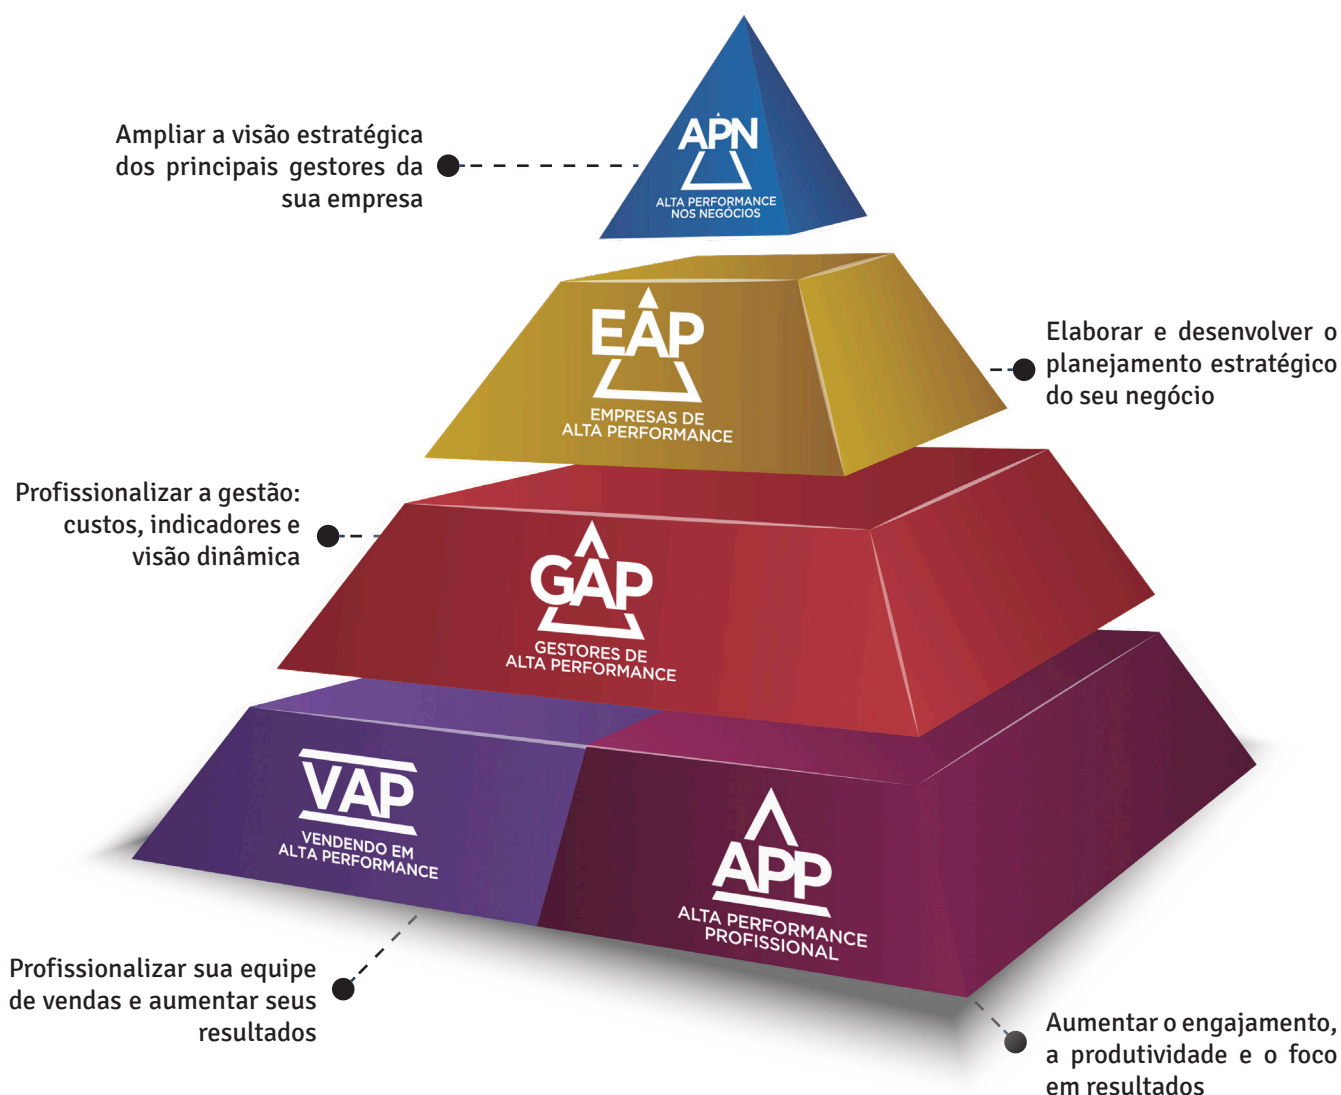 Ampliar a visão estratégica
dos principais gestores da
sua empresa
APN
ALTA PERFORMANCE
NOS NEGÓCIOS
EAP
EMPRESAS DE
ALTA PERFORMANCE
Elaborar e desenvolver o
planejamento estratégico
do seu negócio
Profissionalizar a gestão:
custos, indicadores e
visão dinâmica
GAP
GESTORES DE
ALTA PERFORMANCE
VAP
VENDENDO EM
ALTA PERFORMANCE
APP
ALTA PERFORMANCE
PROFISSIONAL
Profissionalizar sua equipe
de vendas e aumentar seus
resultados
Aumentar o engajamento,
a produtividade e o foco
em resultados